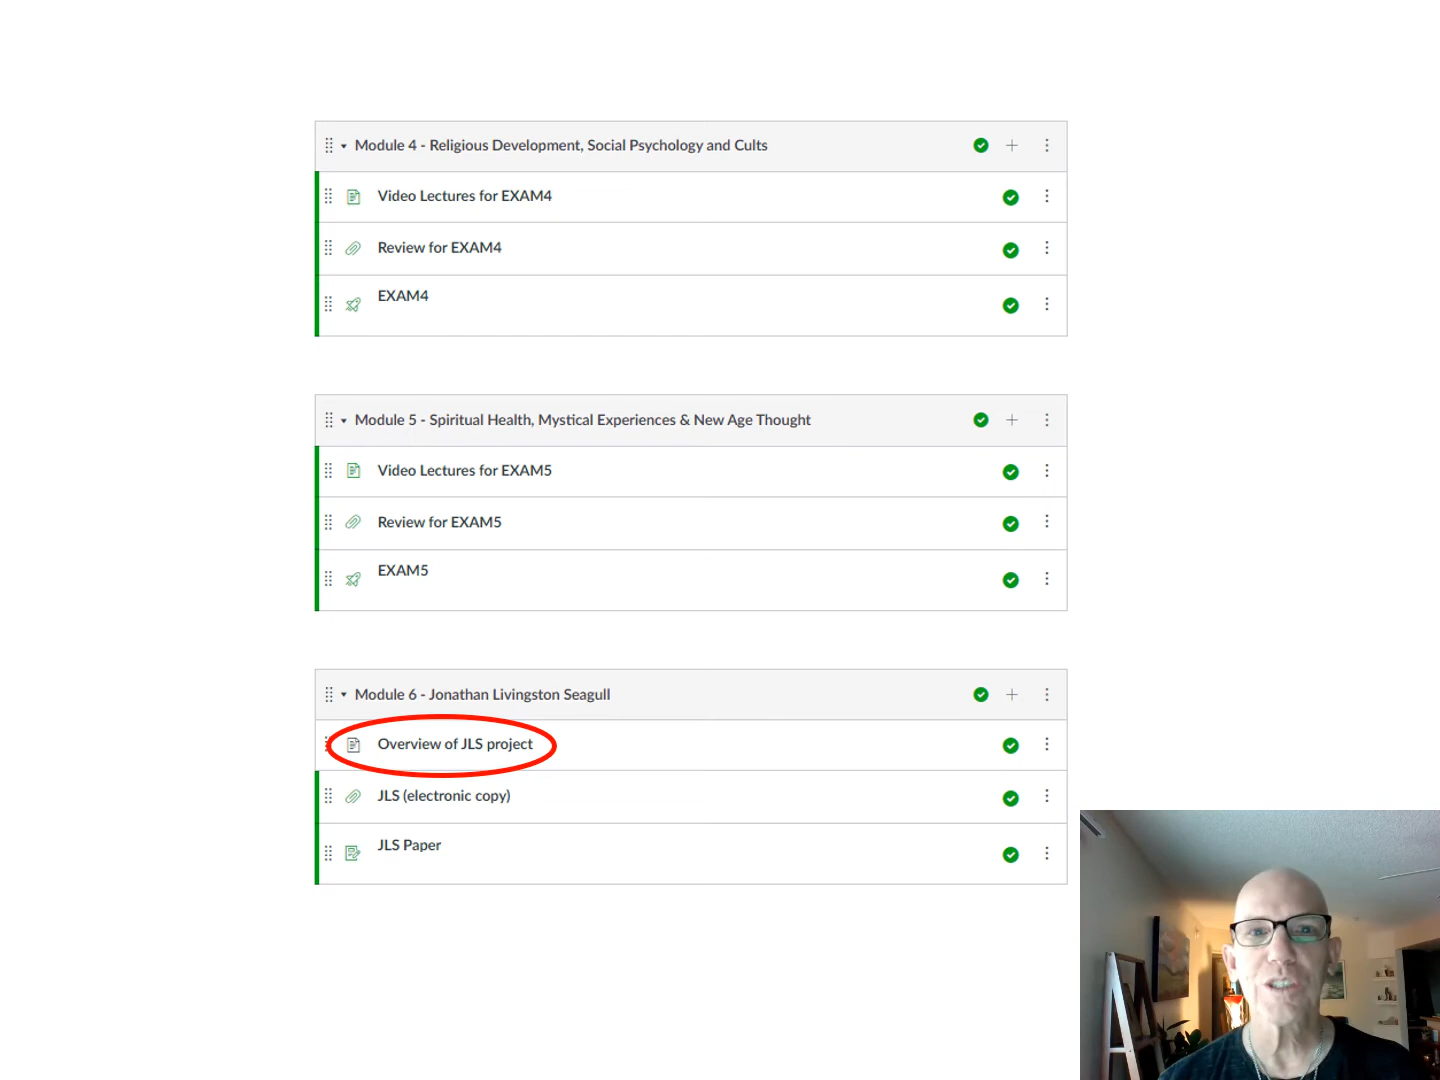 Module 4 - Religious Development, Social Psychology and Cults
Video Lectures for EXAM4
Review for EXAM4
EXAM4
Module 5 - Spiritual Health, Mystical Experiences & New Age Thought
Video Lectures for EXAM5
Review for EXAM5
EXAM5
Module 6 - Jonathan Livingston Seagull
Overview of JLS project
JLS (electronic copy)
JLS Paper